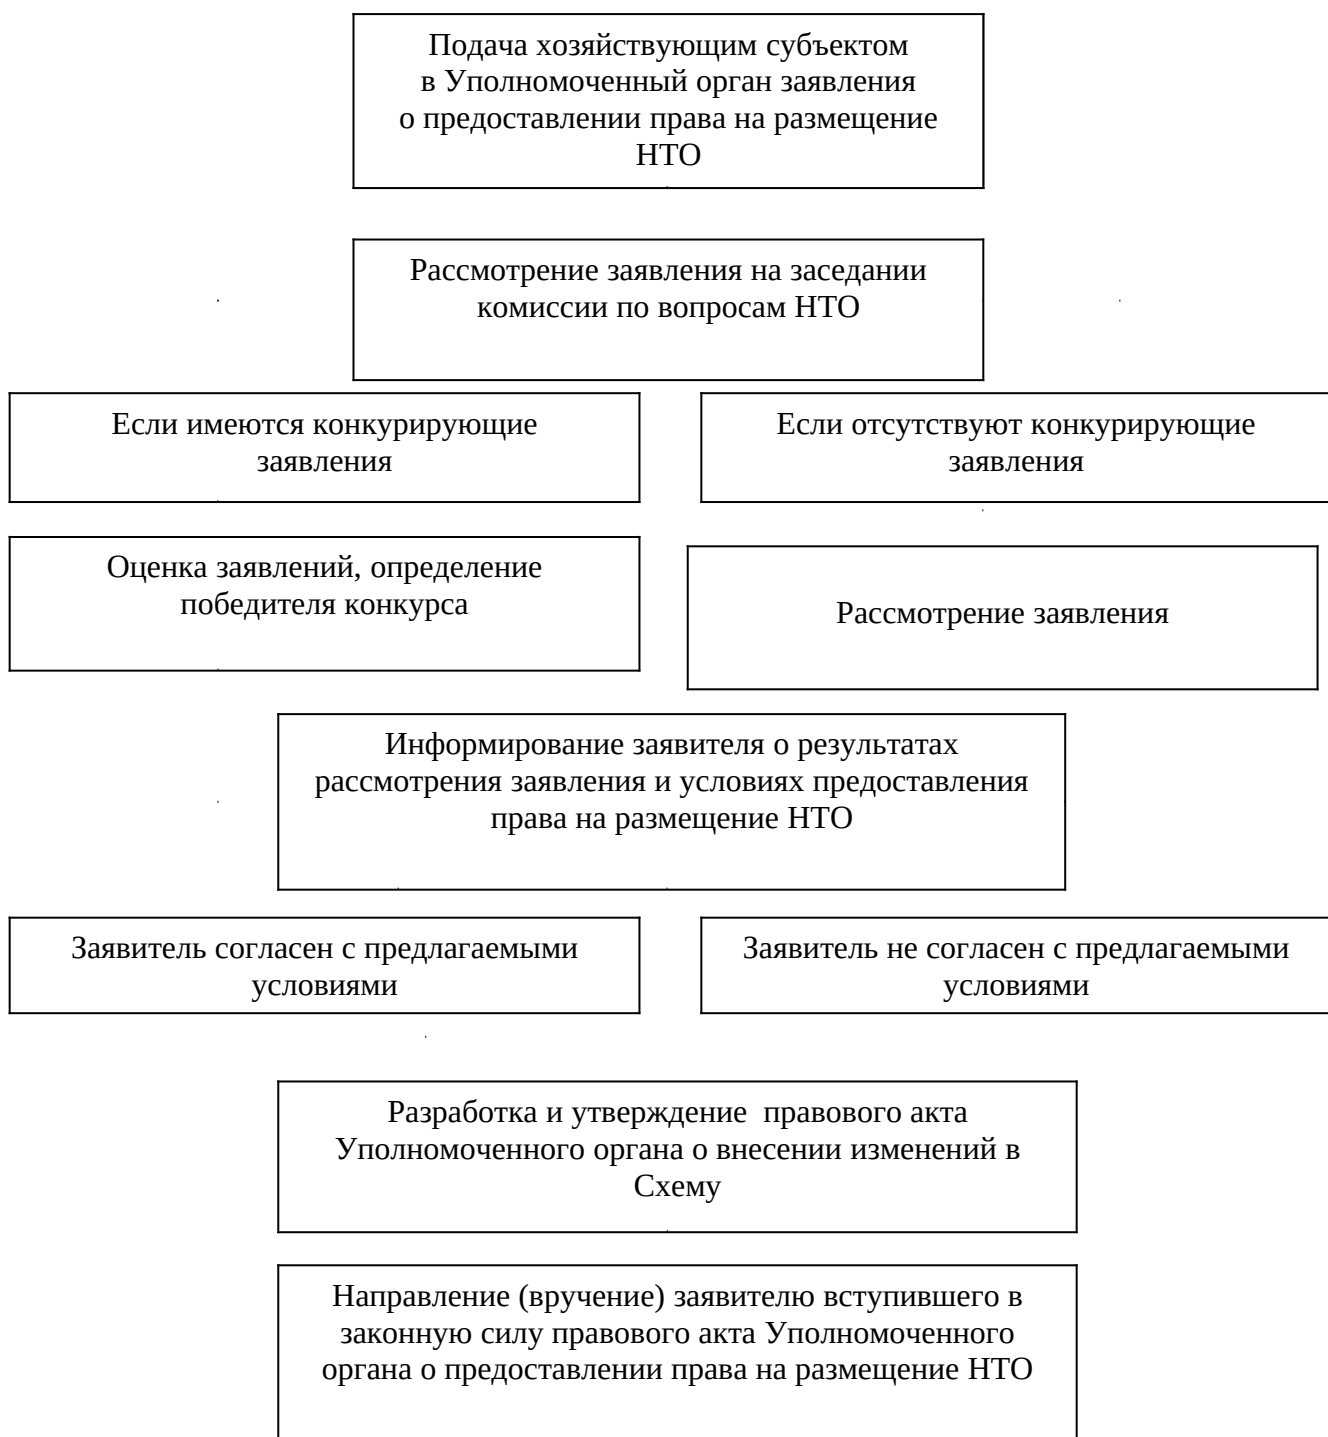 Подача хозяйствующим субъектом
в Уполномоченный орган заявления
о предоставлении права на размещение
НТО
Рассмотрение заявления на заседании
комиссии по вопросам НТО
Если имеются конкурирующие
заявления
Если отсутствуют конкурирующие
заявления
Оценка заявлений, определение
победителя конкурса
Рассмотрение заявления
Информирование заявителя о результатах
рассмотрения заявления и условиях предоставления
права на размещение НТО
Заявитель согласен с предлагаемыми
условиями
Заявитель не согласен с предлагаемыми
условиями
Разработка и утверждение  правового акта
Уполномоченного органа о внесении изменений в
Схему
Направление (вручение) заявителю вступившего в
законную силу правового акта Уполномоченного
органа о предоставлении права на размещение НТО